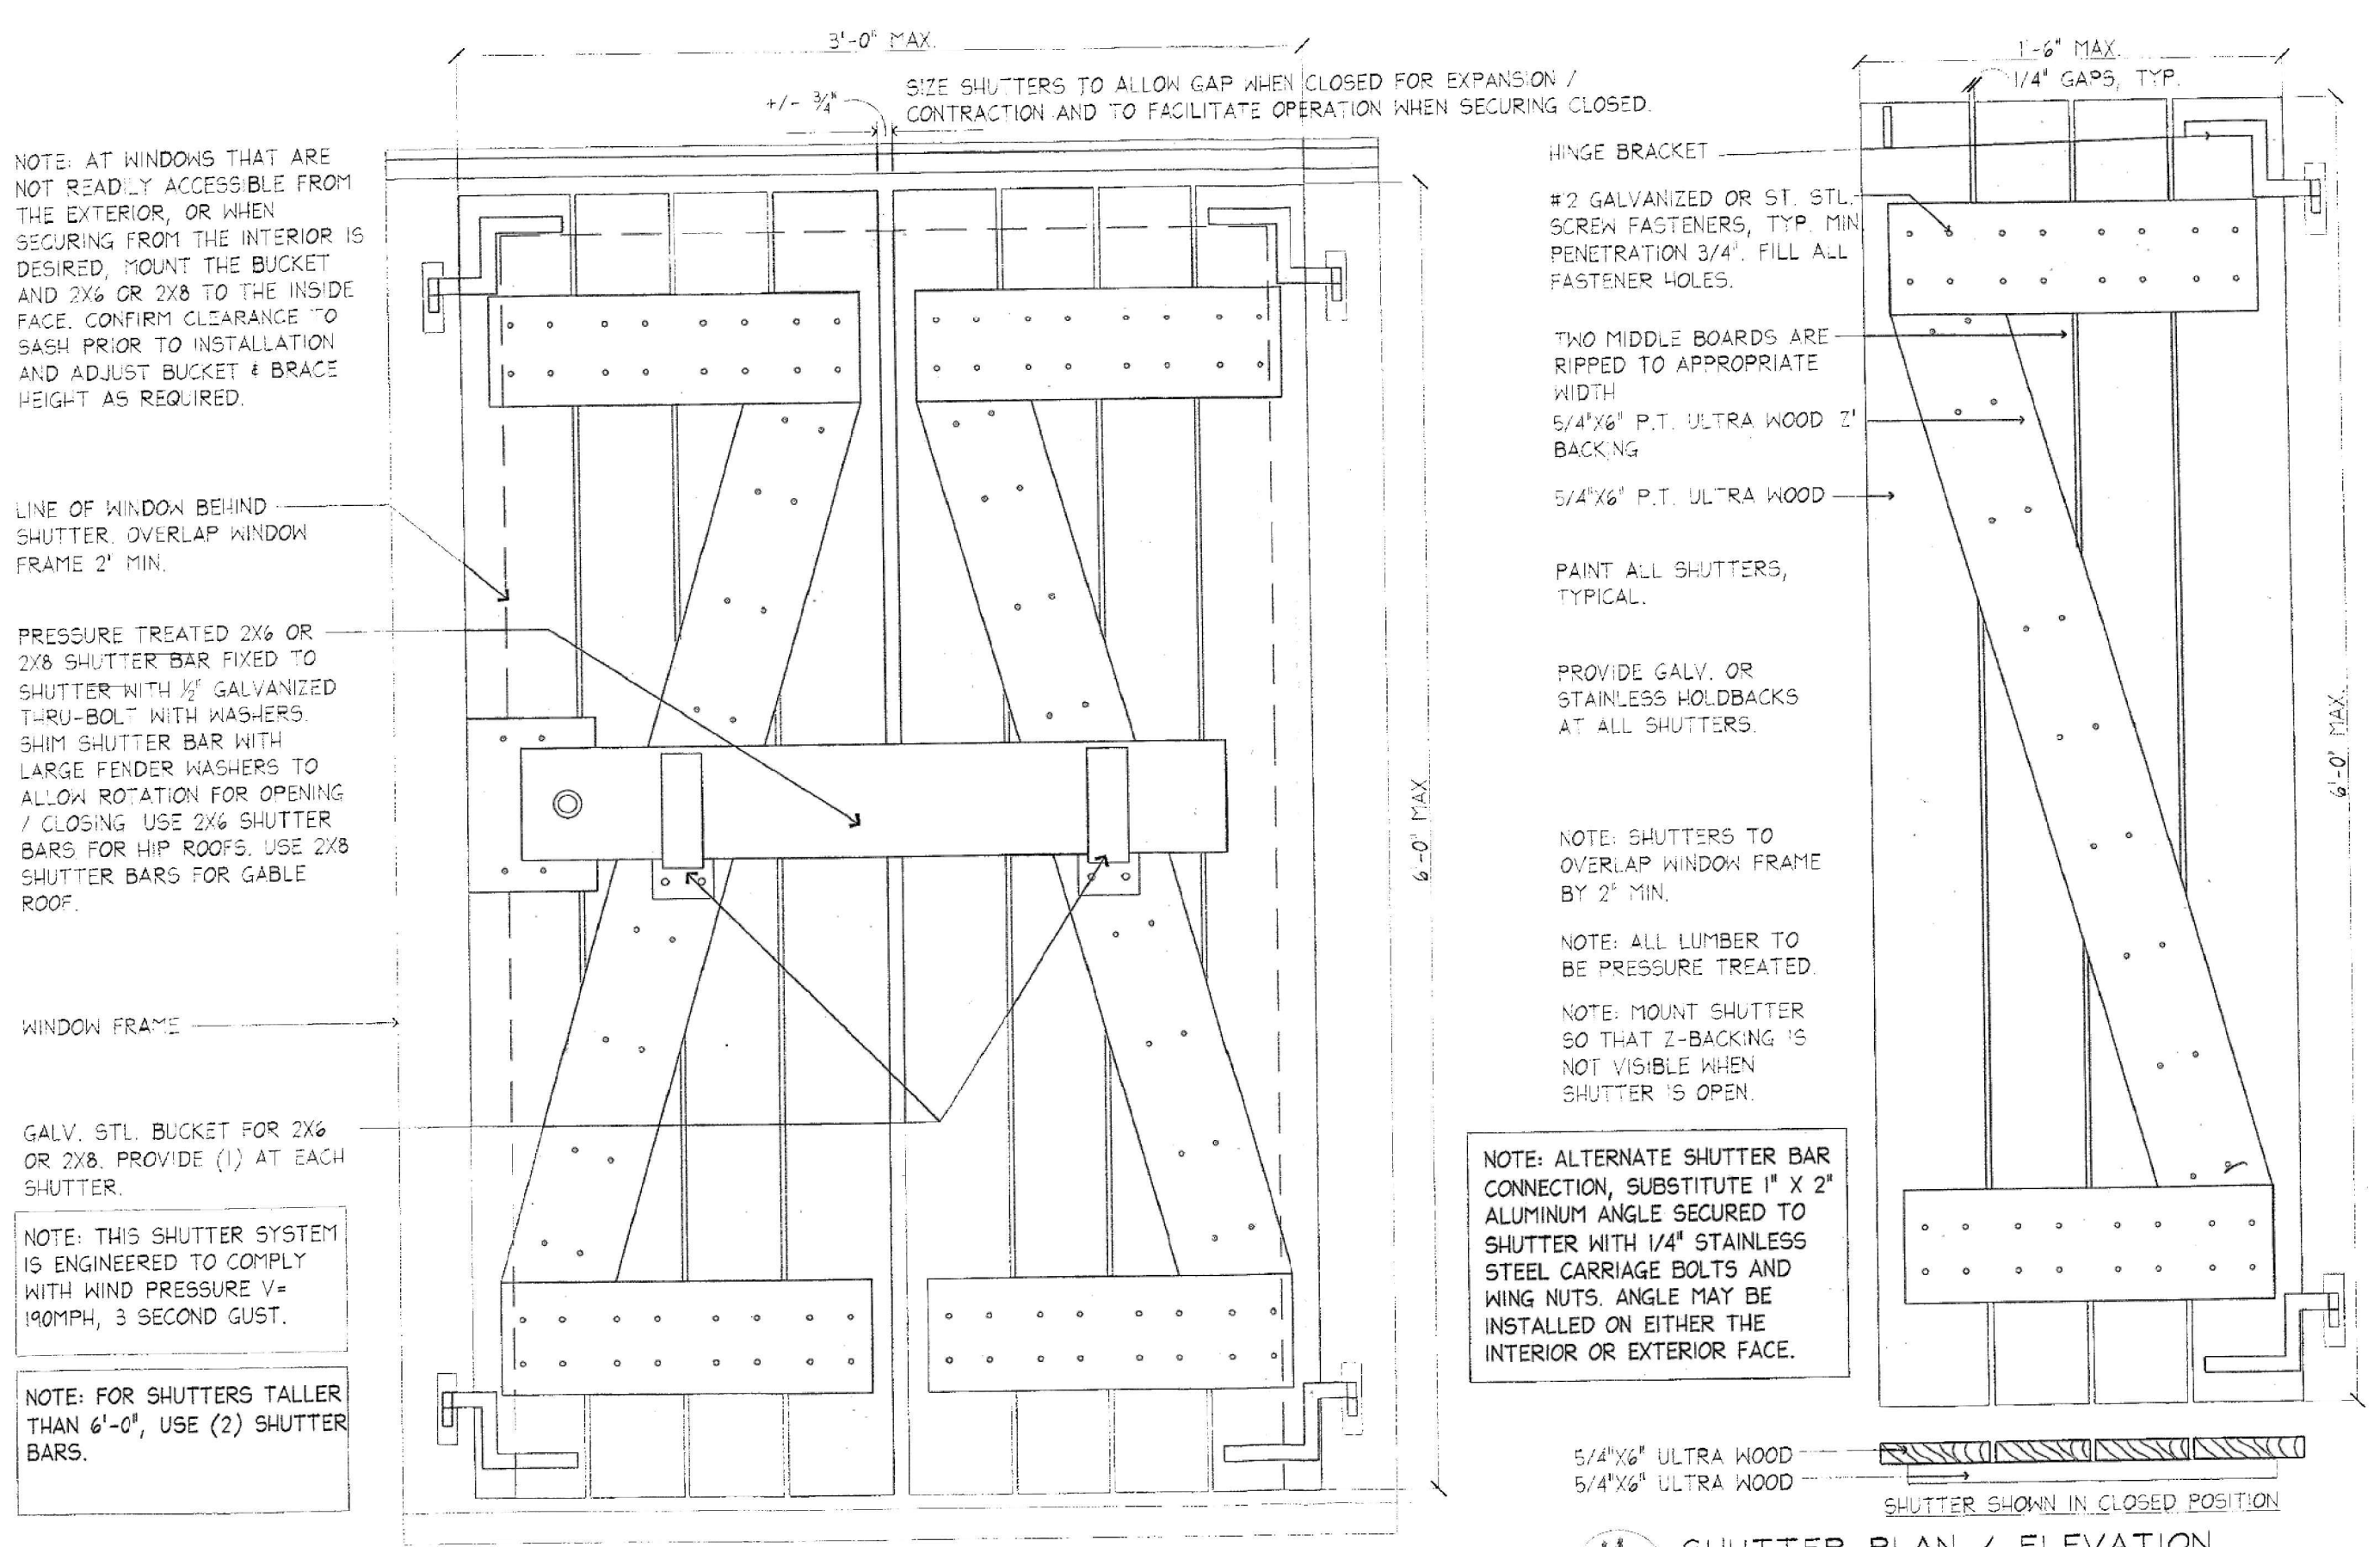 3'-0" MAX.
+/- 3/4"
SIZE SHUTTERS TO ALLOW GAP WHEN CLOSED FOR EXPANSION /
CONTRACTION AND TO FACILITATE OPERATION WHEN SECURING CLOSED.
NOTE: AT WINDOWS THAT ARE
NOT READILY ACCESSIBLE FROM
THE EXTERIOR, OR WHEN
SECURING FROM THE INTERIOR IS
DESIRED, MOUNT THE BUCKET
AND 2X6 OR 2X8 TO THE INSIDE
FACE. CONFIRM CLEARANCE TO
SASH PRIOR TO INSTALLATION
AND ADJUST BUCKET & BRACE
HEIGHT AS REQUIRED.
LINE OF WINDOW BEHIND
SHUTTER. OVERLAP WINDOW
FRAME 2" MIN.
PRESSURE TREATED 2X6 OR
2X8 SHUTTER BAR FIXED TO
SHUTTER WITH 1/2" GALVANIZED
THRU-BOLT WITH WASHERS.
SHIM SHUTTER BAR WITH
LARGE FENDER WASHERS TO
ALLOW ROTATION FOR OPENING
/ CLOSING USE 2X6 SHUTTER
BARS FOR HIP ROOFS. USE 2X8
SHUTTER BARS FOR GABLE
ROOF.
WINDOW FRAME
GALV. STL. BUCKET FOR 2X6
OR 2X8. PROVIDE (1) AT EACH
SHUTTER.
NOTE: THIS SHUTTER SYSTEM
IS ENGINEERED TO COMPLY
WITH WIND PRESSURE V=
190MPH, 3 SECOND GUST.
NOTE: FOR SHUTTERS TALLER
THAN 6'-0", USE (2) SHUTTER
BARS.
6'-0" MAX
1'-6" MAX.
1/4" GAPS, TYP.
HINGE BRACKET
#12 GALVANIZED OR ST. STL.
SCREW FASTENERS, TYP. MIN
PENETRATION 3/4". FILL ALL
FASTENER HOLES.
TWO MIDDLE BOARDS ARE
RIPPED TO APPROPRIATE
WIDTH
5/4"X6" P.T. ULTRA WOOD 'Z'
BACKING
5/4"X6" P.T. ULTRA WOOD
PAINT ALL SHUTTERS,
TYPICAL.
PROVIDE GALV. OR
STAINLESS HOLDBACKS
AT ALL SHUTTERS.
NOTE: SHUTTERS TO
OVERLAP WINDOW FRAME
BY 2" MIN.
NOTE: ALL LUMBER TO
BE PRESSURE TREATED.
NOTE: MOUNT SHUTTER
SO THAT Z-BACKING IS
NOT VISIBLE WHEN
SHUTTER IS OPEN.
NOTE: ALTERNATE SHUTTER BAR
CONNECTION, SUBSTITUTE 1" X 2"
ALUMINUM ANGLE SECURED TO
SHUTTER WITH 1/4" STAINLESS
STEEL CARRIAGE BOLTS AND
WING NUTS. ANGLE MAY BE
INSTALLED ON EITHER THE
INTERIOR OR EXTERIOR FACE.
6'-0" MAX.
5/4"X6" ULTRA WOOD
5/4"X6" ULTRA WOOD
SHUTTER SHOWN IN CLOSED POSITION
SHUTTER PLAN / ELEVATION